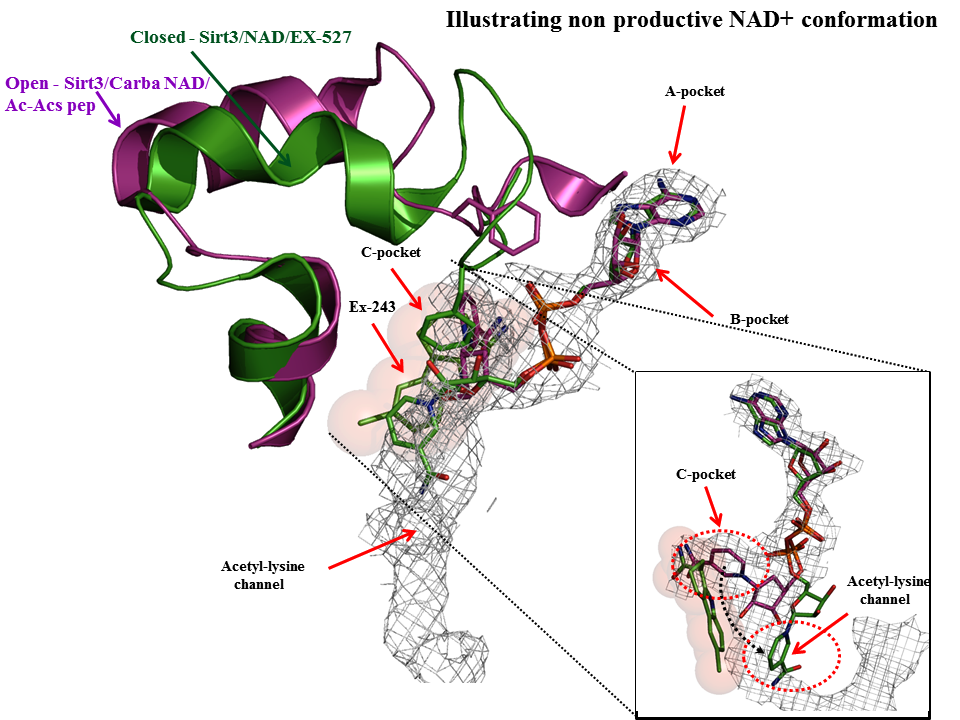 Illustrating non productive NAD+ conformation
Closed - Sirt3/NAD/EX-527
Open - Sirt3/Carba NAD/
Ac-Acs pep
A-pocket
C-pocket
Ex-243
B-pocket
Acetyl-lysine
channel
C-pocket
Acetyl-lysine
channel